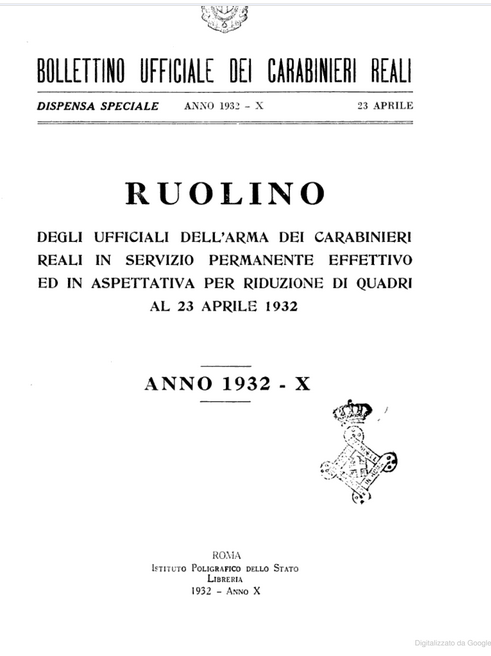 BOLLETTINO UFFICIALE DEI CARABINIERI REALI
DISPENSA SPECIALE ANNO 1932 - X 23 APRILE
RUOLINO
DEGLI UFFICIALI DELL'ARMA DEI CARABINIERI
REALI IN SERVIZIO PERMANENTE EFFETTIVO
ED IN ASPETTATIVA PER RIDUZIONE DI QUADRI
AL 23 APRILE 1932
ANNO 1932 - X
ROMA
ISTITUTO POLIGRAFICO DELLO STATO
LIBRERIA
1932 - ANNO X
Digitalizzato da Google